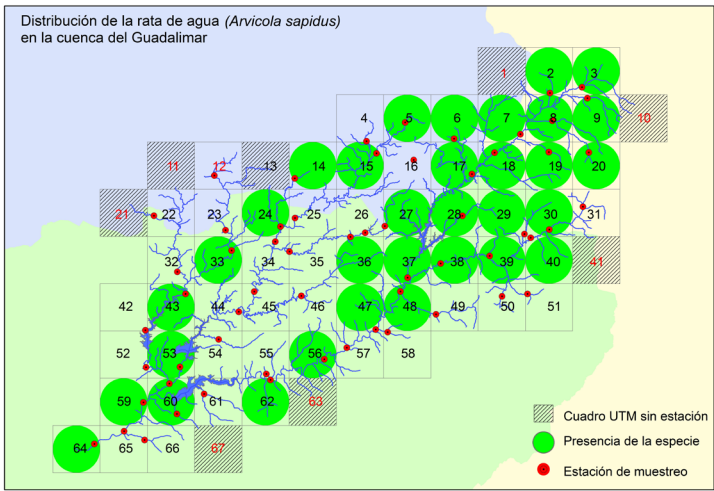 Distribución de la rata de agua (Arvicola sapidus)
en la cuenca del Guadalimar
1 2 3
4 5 6 7 8 9 10
11 12 13 14 15 16 17 18 19 20
21 22 23 24 25 26 27 28 29 30 31
32 33 34 35 36 37 38 39 40 41
42 43 44 45 46 47 48 49 50 51
52 53 54 55 56 57 58
59 60 61 62 63
64 65 66 67
Cuadro UTM sin estación
Presencia de la especie
Estación de muestreo